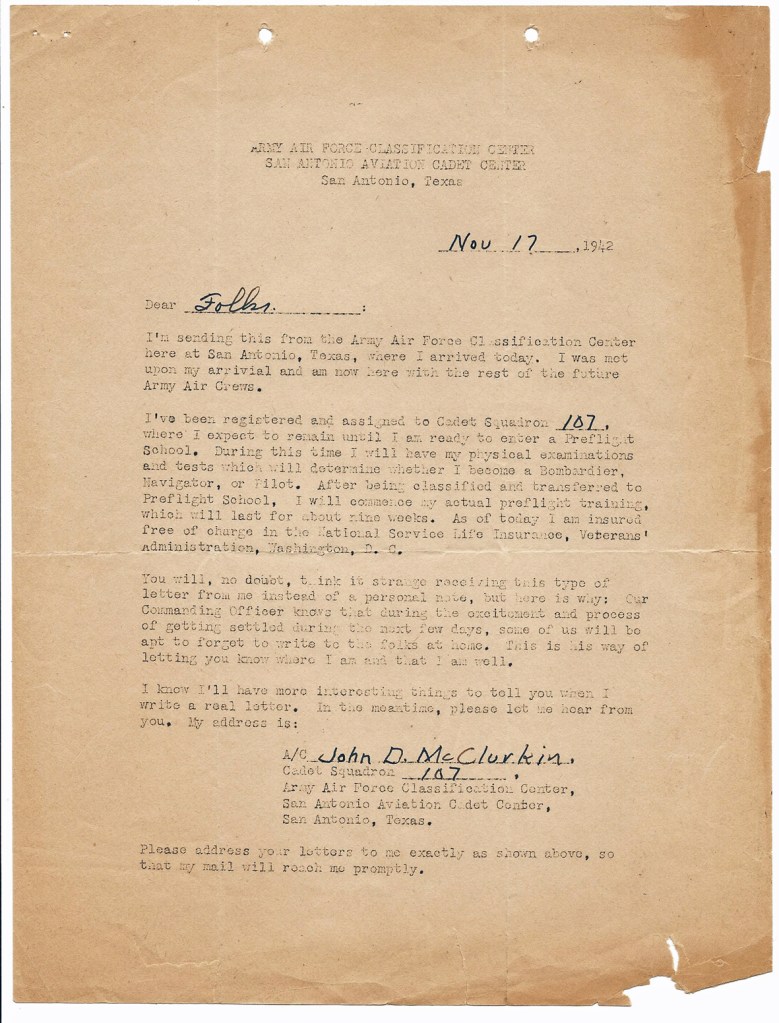 ARMY AIR FORCE CLASSIFICATION CENTER
SAN ANTONIO AVIATION CADET CENTER
San Antonio, Texas
Nov 17, 1942
Dear Folks.:
I'm sending this from the Army Air Force Classification Center
here at San Antonio, Texas, where I arrived today. I was met
upon my arrivial and am now here with the rest of the future
Army Air Crews.
I've been registered and assigned to Cadet Squadron 107,
where I expect to remain until I am ready to enter a Preflight
School. During this time I will have my physical examinations
and tests which will determine whether I become a Bombardier,
Navigator, or Pilot. After being classified and transferred to
Preflight School, I will commence my actual preflight training,
which will last for about nine weeks. As of today I am insured
free of charge in the National Service Life Insurance, Veterans'
Administration, Washington, D. C.
You will, no doubt, think it strange receiving this type of
letter from me instead of a personal note, but here is why: Our
Commanding Officer knows that during the excitement and process
of getting settled during the next few days, some of us will be
apt to forget to write to the folks at home. This is his way of
letting you know where I am and that I am well.
I know I'll have more interesting things to tell you when I
write a real letter. In the meantime, please let me hear from
you. My address is:
A/C John D. McClurkin.
Cadet Squadron 107,
Army Air Force Classification Center,
San Antonio Aviation Cadet Center,
San Antonio, Texas.
Please address your letters to me exactly as shown above, so
that my mail will reach me promptly.